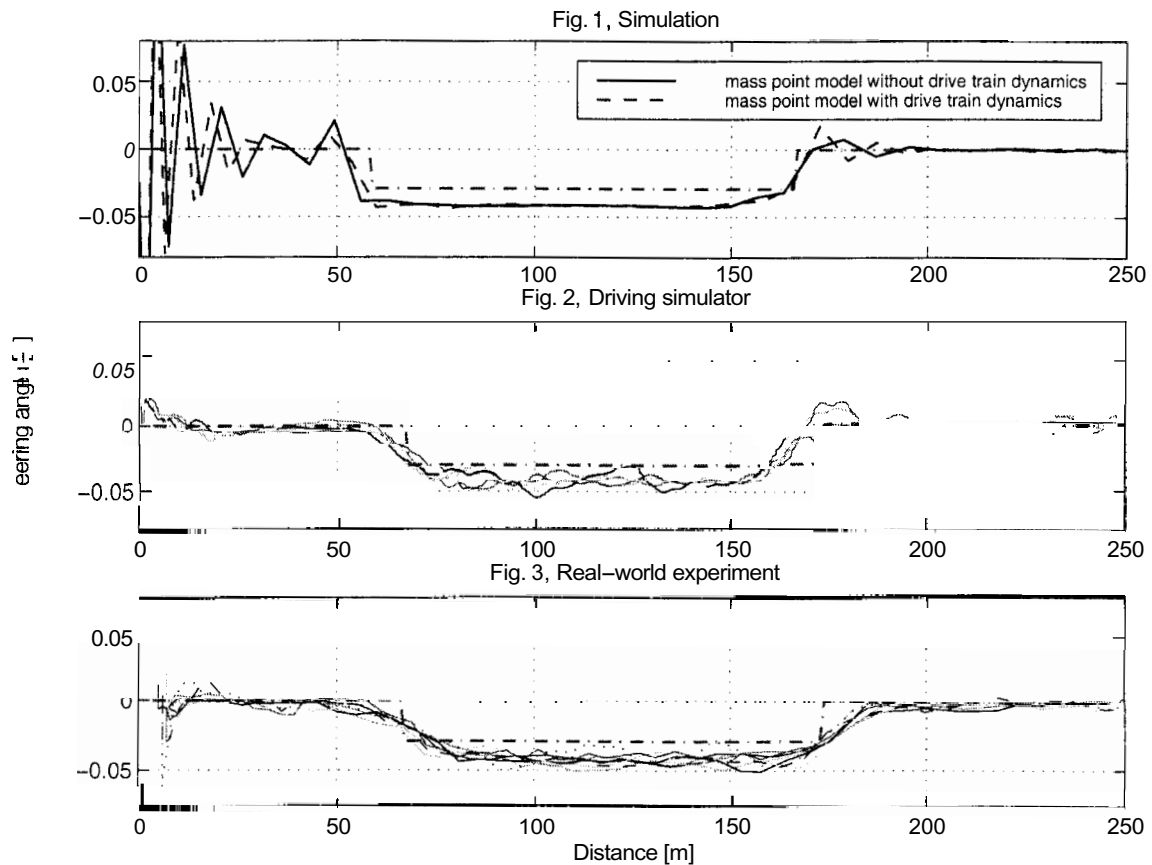 Fig. 1, Simulation
0.05
0
-0.05
mass point model without drive train dynamics
mass point model with drive train dynamics
0 50 100 150 200 250
Fig. 2, Driving simulator
eering
0.05
0
-0.05
0 50 100 150 200 250
Fig. 3, Real-world experiment
0.05
0
-0.05
0 50 100 150 200 250
Distance [m]